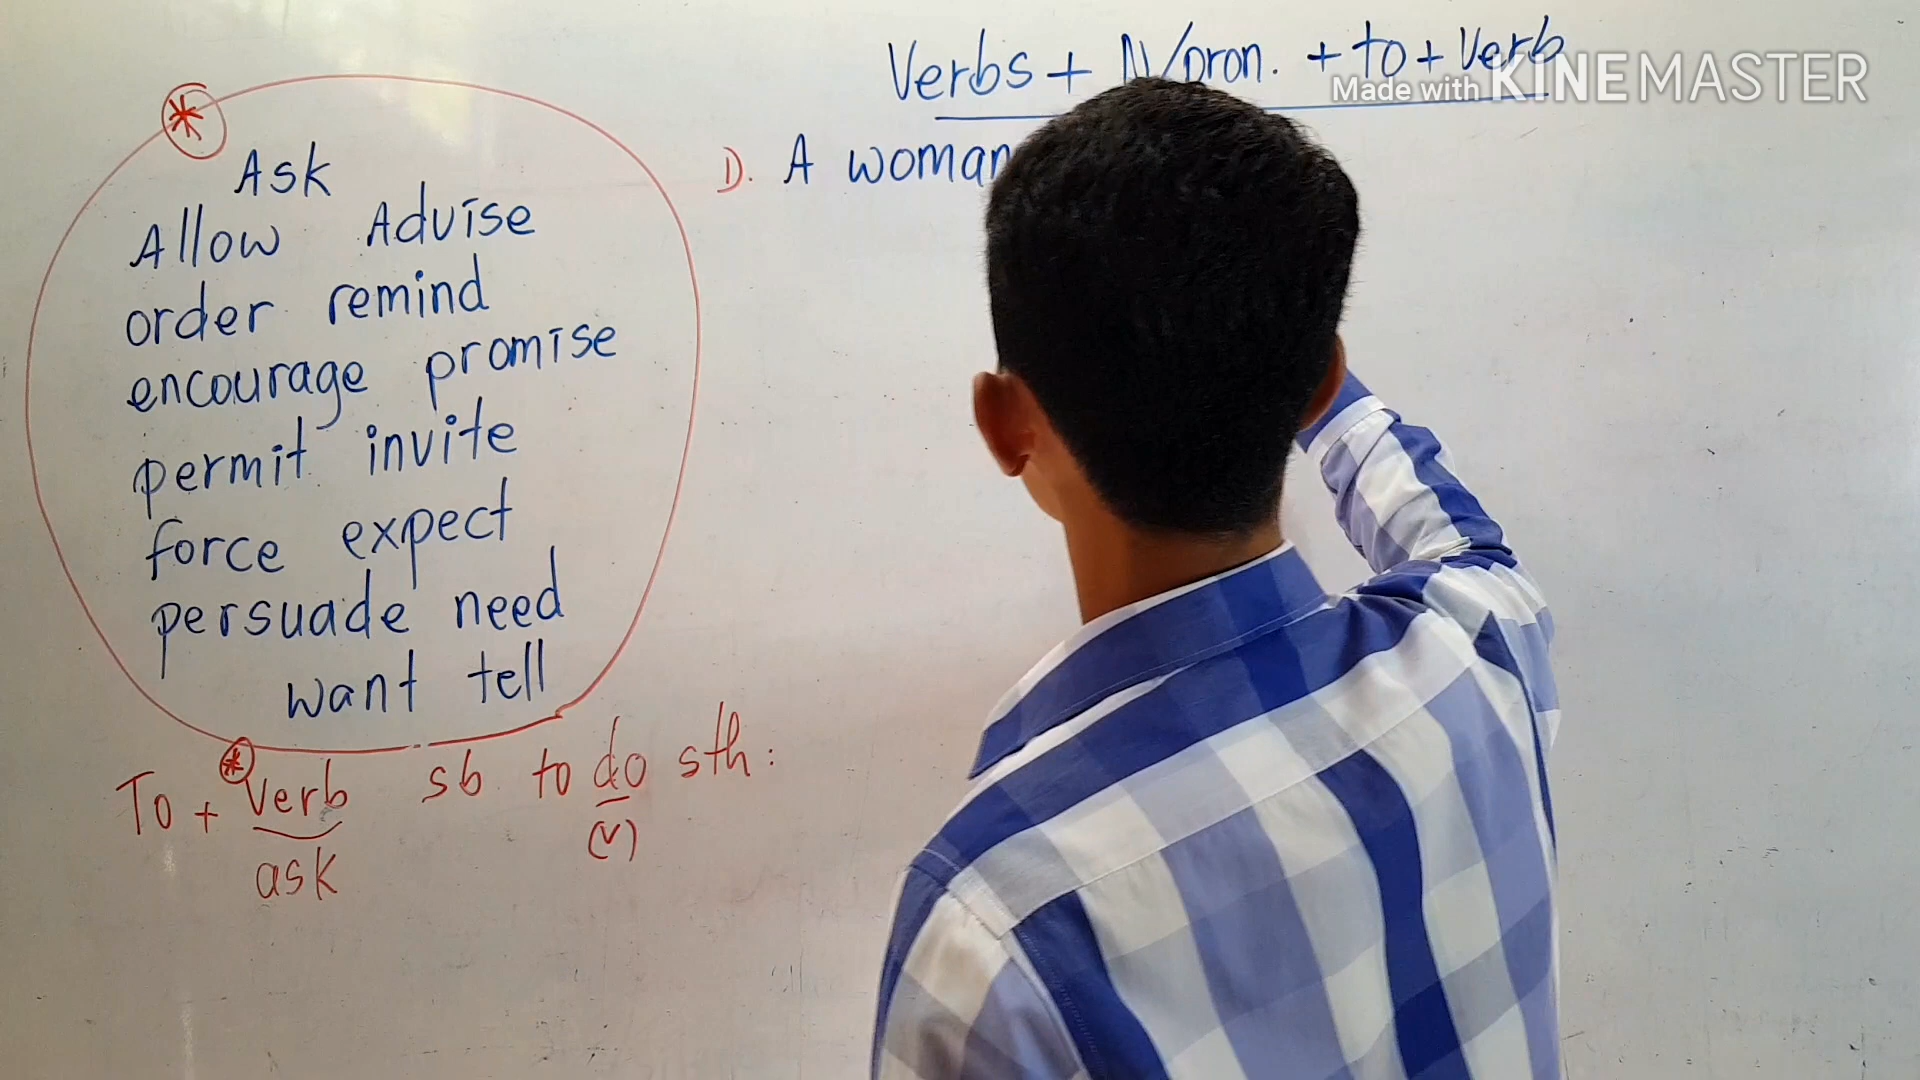 Verbs + N/pron. + to + Verb
Made with KINEMASTER
D. A woman
*
Ask
Allow Advise
order remind
encourage promise
permit invite
force expect
persuade need
want tell
*
To + Verb sb to do sth:
(v)
ask